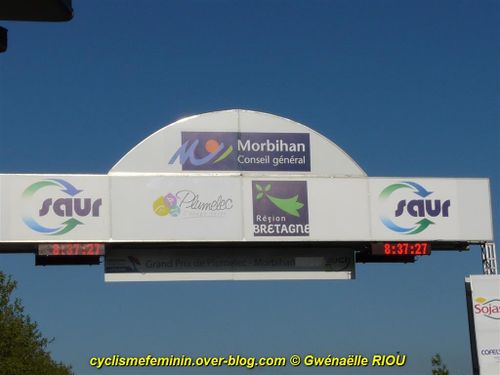 Morbihan
Conseil général
saur
Plumelec
Région
BRETAGNE
saur
8:37:27
8:37:27
Grand Prix de Plumelec - Morbihan
Sojas
COFEL
cyclismefeminin.over-blog.com © Gwénaëlle RIOU